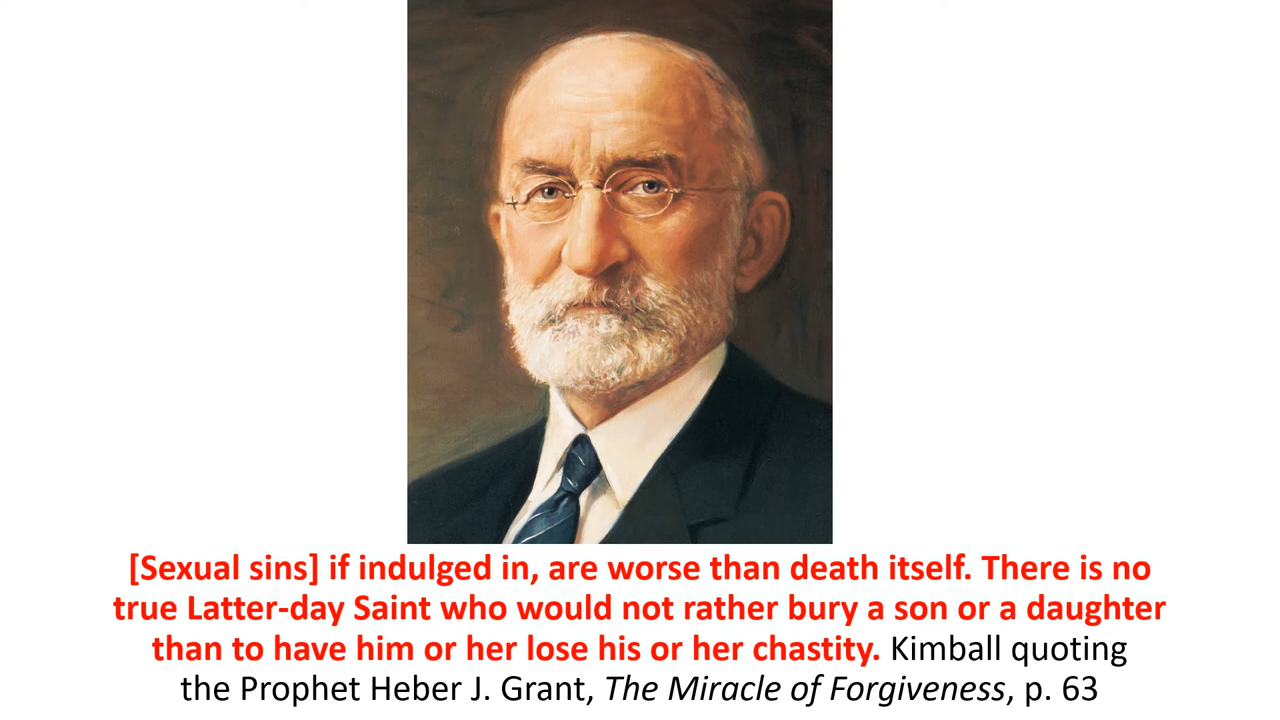 [Sexual sins] if indulged in, are worse than death itself. There is no
true Latter-day Saint who would not rather bury a son or a daughter
than to have him or her lose his or her chastity. Kimball quoting
the Prophet Heber J. Grant, The Miracle of Forgiveness, p. 63